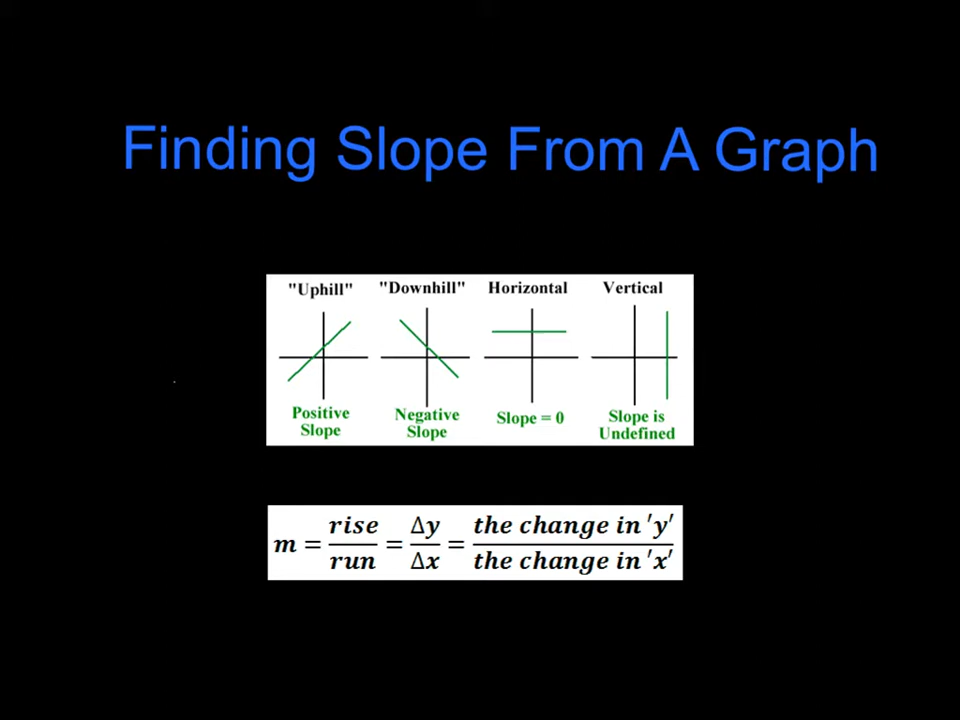 Finding Slope From A Graph
"Uphill" "Downhill" Horizontal Vertical
Positive Slope
Negative Slope
Slope = 0
Slope is Undefined
m = rise/run = Δy/Δx = the change in 'y'/the change in 'x'